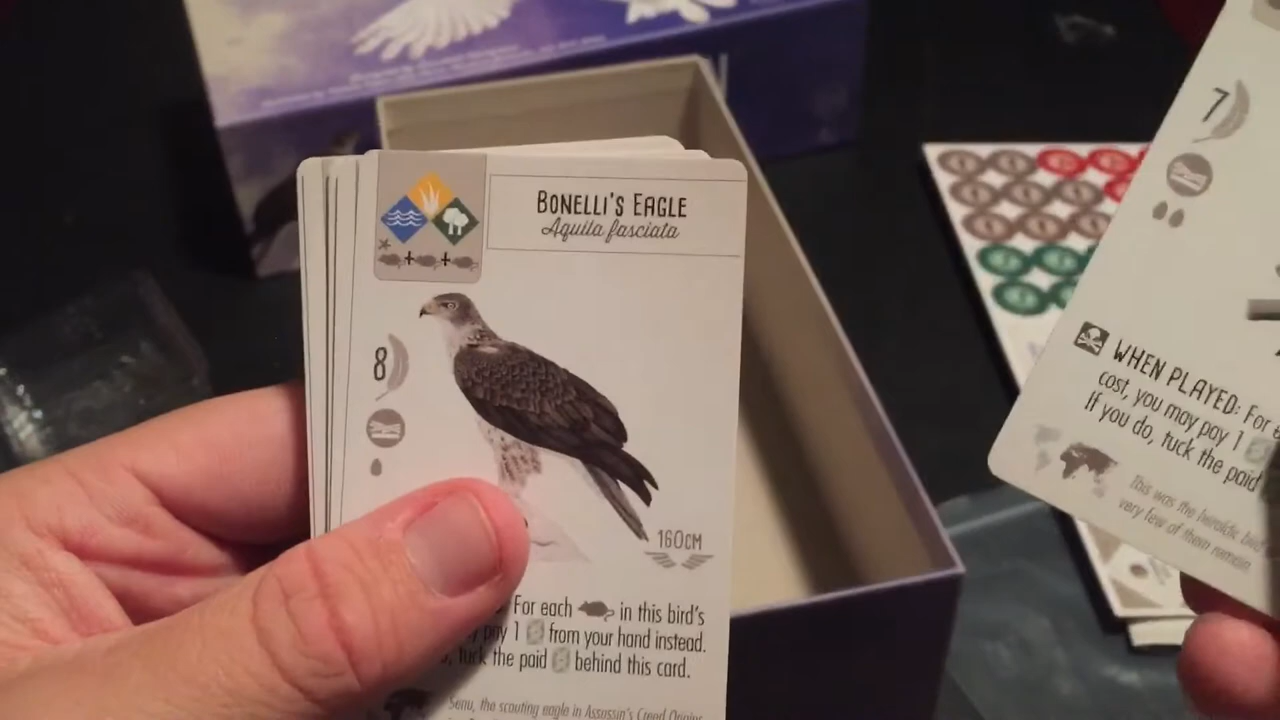 BONELLI'S EAGLE
Aquila fasciata
8
160CM
For each in this bird's
pay 1 from your hand instead.
tuck the paid behind this card.
Senu, the scouting eagle in Assassin's Creed Origins
7
WHEN PLAYED: For
cost, you may pay 1
If you do, tuck the paid
This was the heraldic bird
very few of them remain